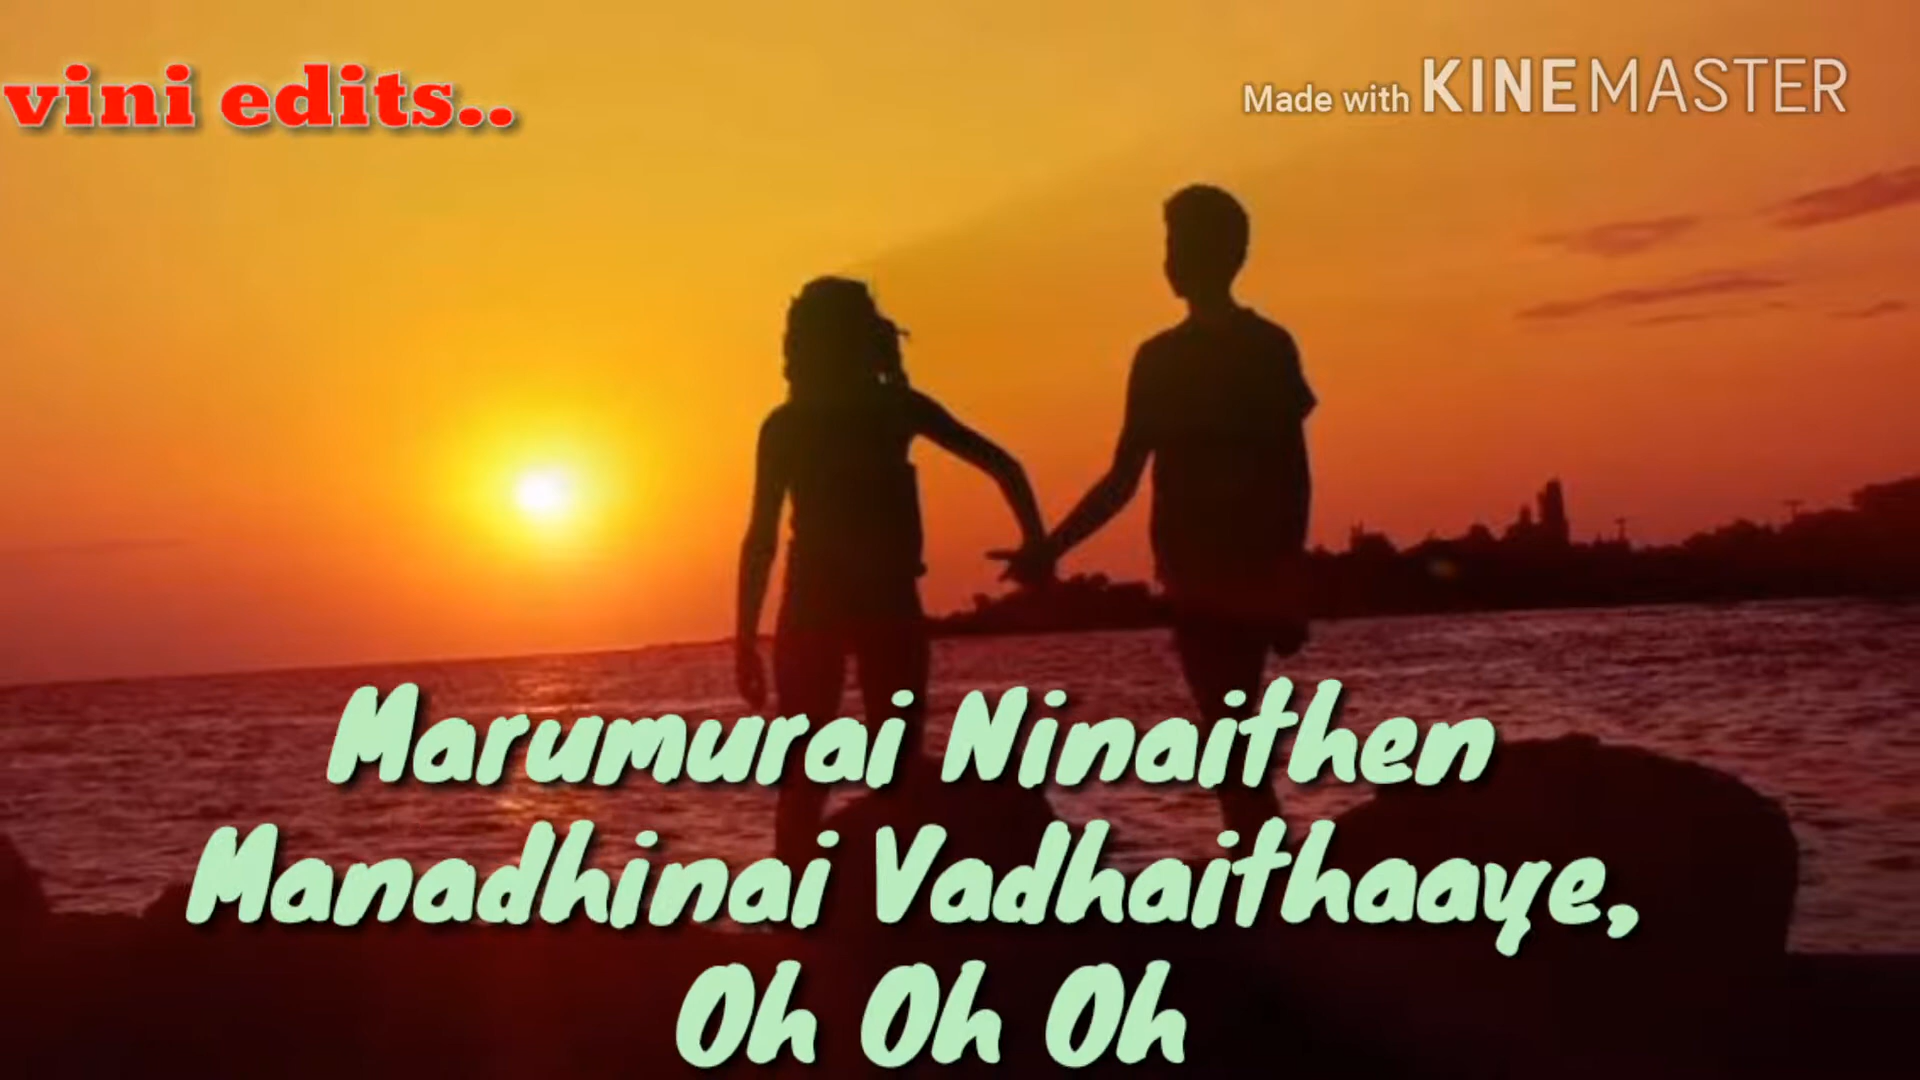 vini edits..
Made with KINEMASTER
Marumurai Ninaithen
Manadhinai Vadhaithaaye,
Oh Oh Oh